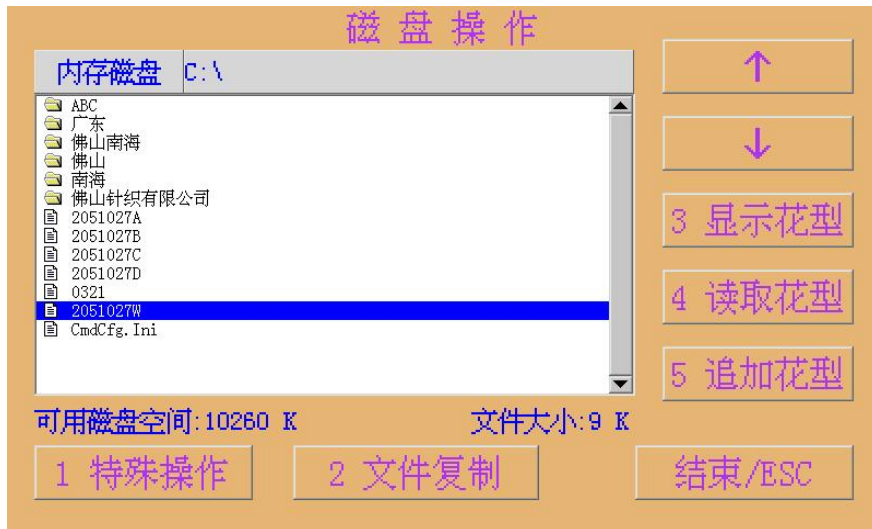 磁盘操作
内存磁盘 C:\
↑
ABC
广东
佛山南海
佛山
南海
佛山针织有限公司
2051027A
2051027B
2051027C
2051027D
0321
2051027W
CmdCfg.Ini
↓
3 显示花型
4 读取花型
5 追加花型
可用磁盘空间:10260 K 文件大小:9 K
1 特殊操作 2 文件复制 结束/ESC